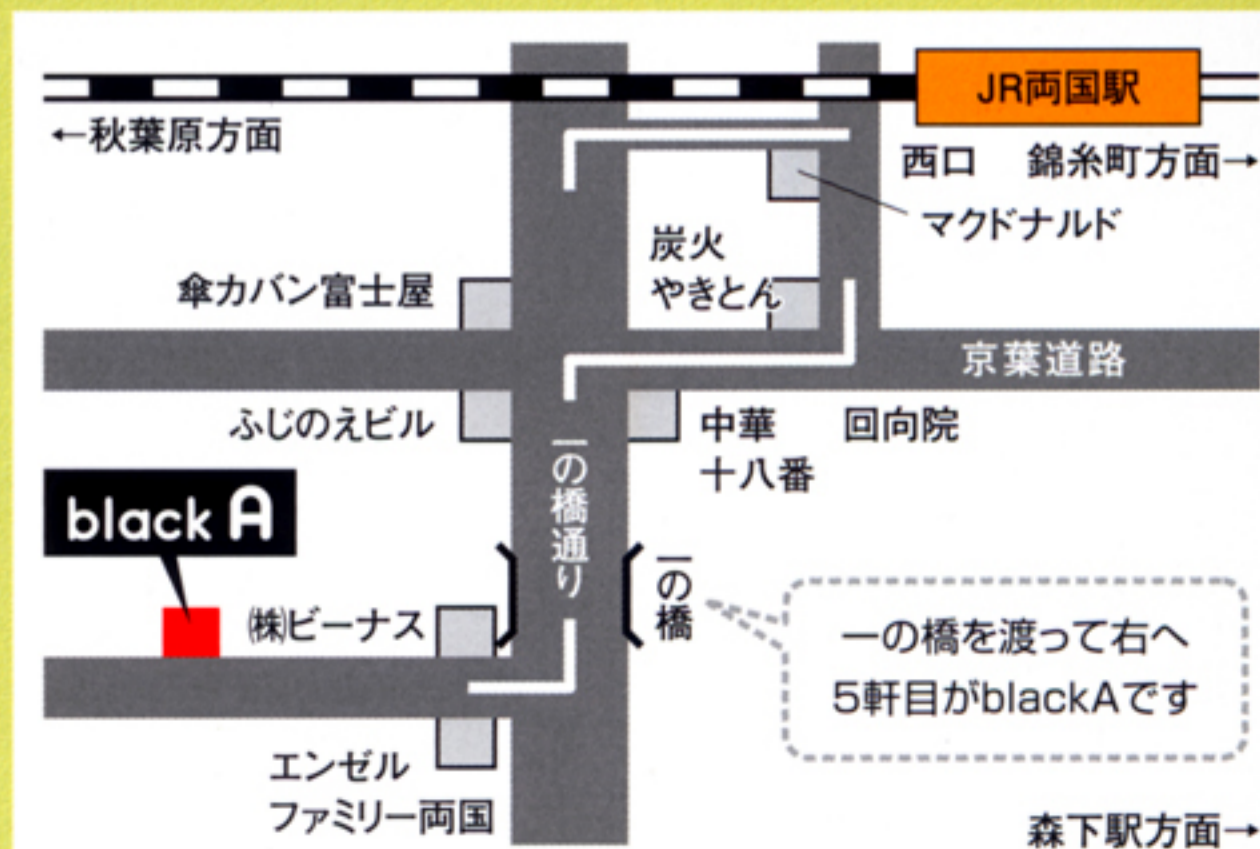 JR両国駅
←秋葉原方面
西口 錦糸町方面→
マクドナルド
炭火
やきとん
傘カバン富士屋
京葉道路
ふじのえビル
中華
十八番
回向院
一の橋通り
black A
㈱ビーナス
一の橋
一の橋を渡って右へ
5軒目がblackAです
エンゼル
ファミリー両国
森下駅方面→